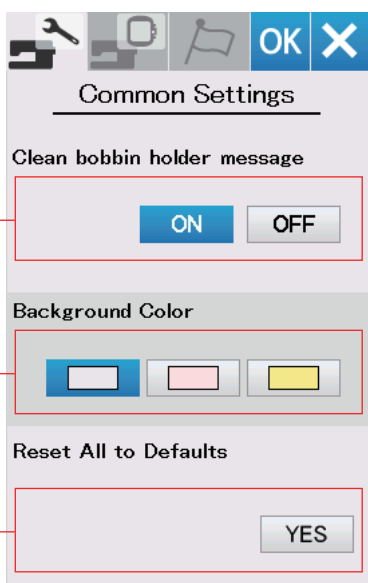 OK
Common Settings
Clean bobbin holder message
ON OFF
Background Color
Reset All to Defaults
YES